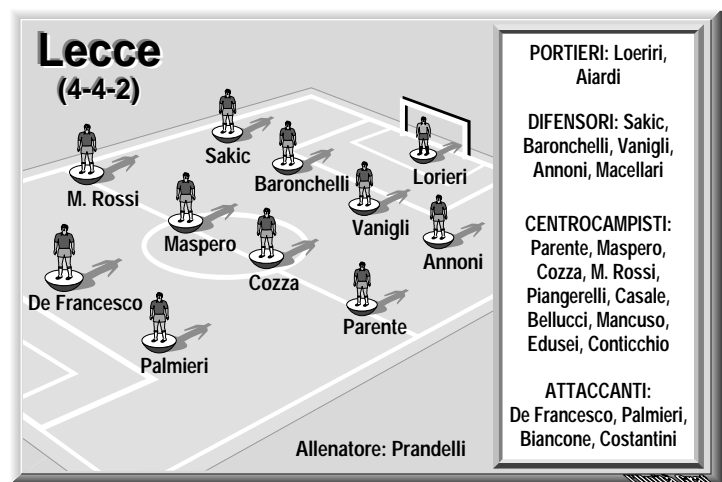 Lecce
(4-4-2)
Sakic
M. Rossi
Baronchelli
Lorieri
Maspero
Vanigli
Annoni
Cozza
De Francesco
Parente
Palmieri
Allenatore: Prandelli
PORTIERI: Loeriri,
Aiardi
DIFENSORI: Sakic,
Baronchelli, Vanigli,
Annoni, Macellari
CENTROCAMPISTI:
Parente, Maspero,
Cozza, M. Rossi,
Piangerelli, Casale,
Bellucci, Mancuso,
Edusei, Conticchio
ATTACCANTI:
De Francesco, Palmieri,
Biancone, Costantini